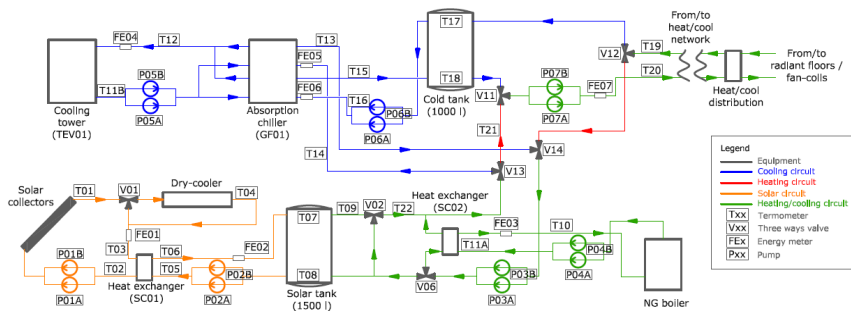 FE04
T12
T13
T17
From/to
heat/cool
network
V12
T19
T20
From/to
radiant floors /
fan-coils
Heat/cool
distribution
FE05
T15
T18
P05B
T11B
P05A
FE06
T16
P06B
P06A
Cooling
tower
(TEV01)
Absorption
chiller
(GF01)
Cold tank
(1000 l)
V11
P07B
FE07
P07A
T21
T14
V14
V13
Legend
Equipment
Cooling circuit
Heating circuit
Solar circuit
Heating/cooling circuit
Txx Termometer
Vxx Three ways valve
FEx Energy meter
Pxx Pump
Solar
collectors
T01
V01
Dry-cooler
T04
T09
V02
T22
Heat exchanger
(SC02)
T07
FE01
T03
T06
FE02
FE03
T10
P04B
T11A
P04A
P01B
T02
T05
P02B
T08
P01A
Heat exchanger
(SC01)
P02A
Solar tank
(1500 l)
V06
P03B
P03A
NG boiler